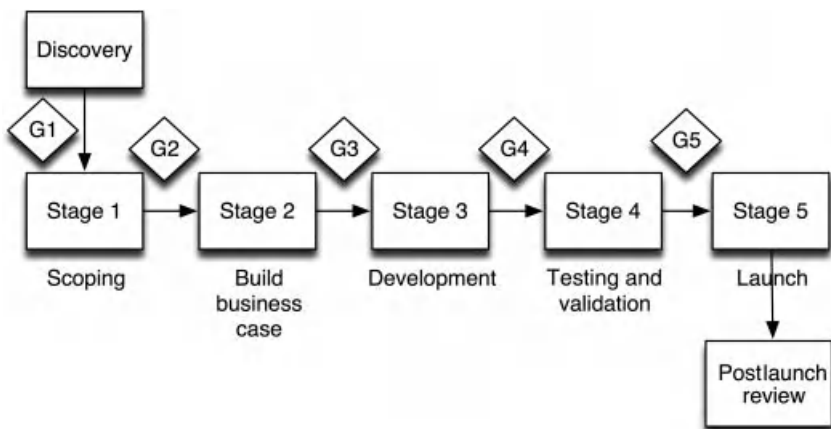 Discovery
G1
G2
G3
G4
G5
Stage 1
Stage 2
Stage 3
Stage 4
Stage 5
Scoping
Build
business
case
Development
Testing and
validation
Launch
Postlaunch
review